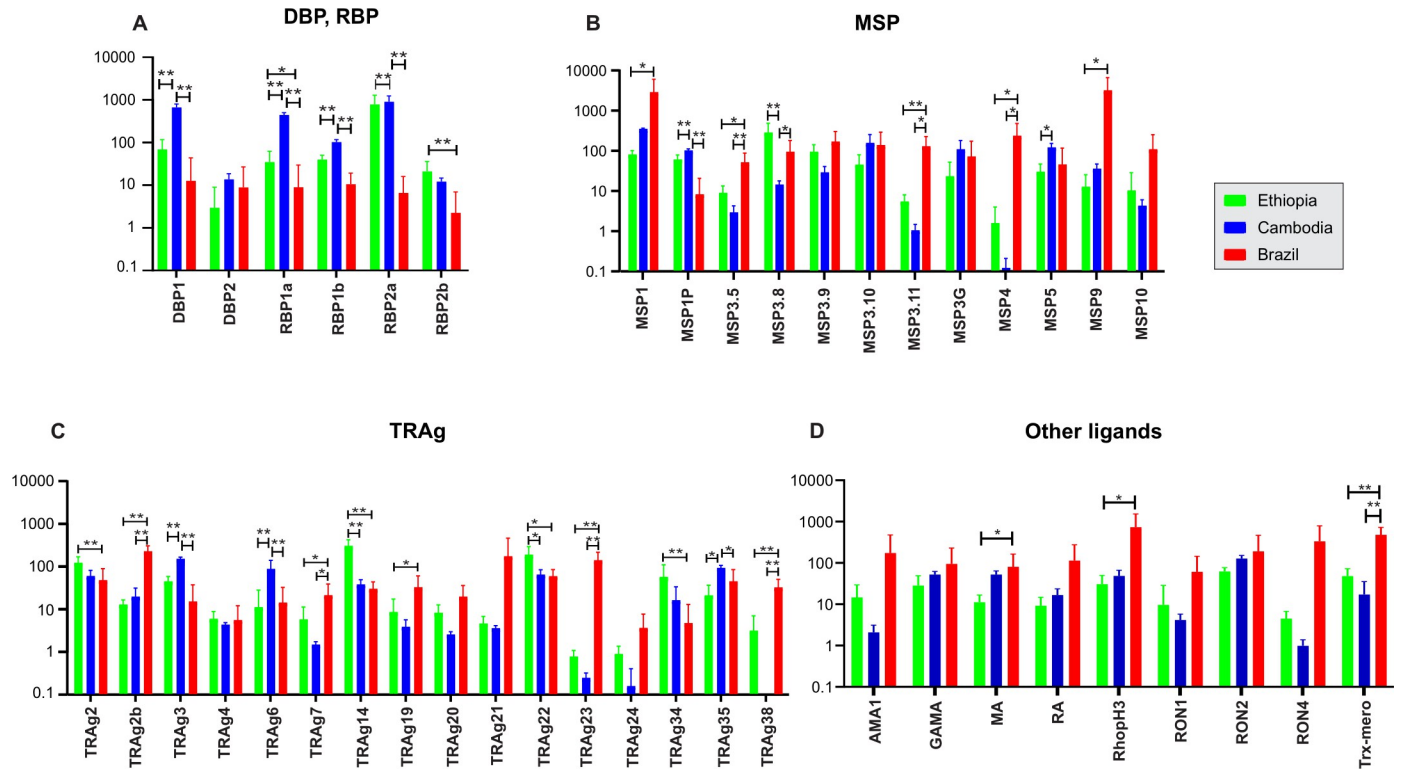 A
DBP, RBP
10000
1000
100
10
1
0.1
** ** * ** ** ** ** ** ** **
DBP1 DBP2 RBP1a RBP1b RBP2a RBP2b
B
MSP
10000
1000
100
10
1
0.1
* ** ** * ** ** * ** * * * * *
MSP1 MSP1P MSP3.5 MSP3.8 MSP3.9 MSP3.10 MSP3.11 MSP3G MSP4 MSP5 MSP9 MSP10
Ethiopia
Cambodia
Brazil
C
TRAg
10000
1000
100
10
1
0.1
** ** ** ** ** ** ** * * ** ** * * * ** ** ** * * ** **
TRAg2 TRAg2b TRAg3 TRAg4 TRAg6 TRAg7 TRAg14 TRAg19 TRAg20 TRAg21 TRAg22 TRAg23 TRAg24 TRAg34 TRAg35 TRAg38
D
Other ligands
10000
1000
100
10
1
0.1
* * ** **
AMA1 GAMA MA RA RhopH3 RON1 RON2 RON4 Trx-mero